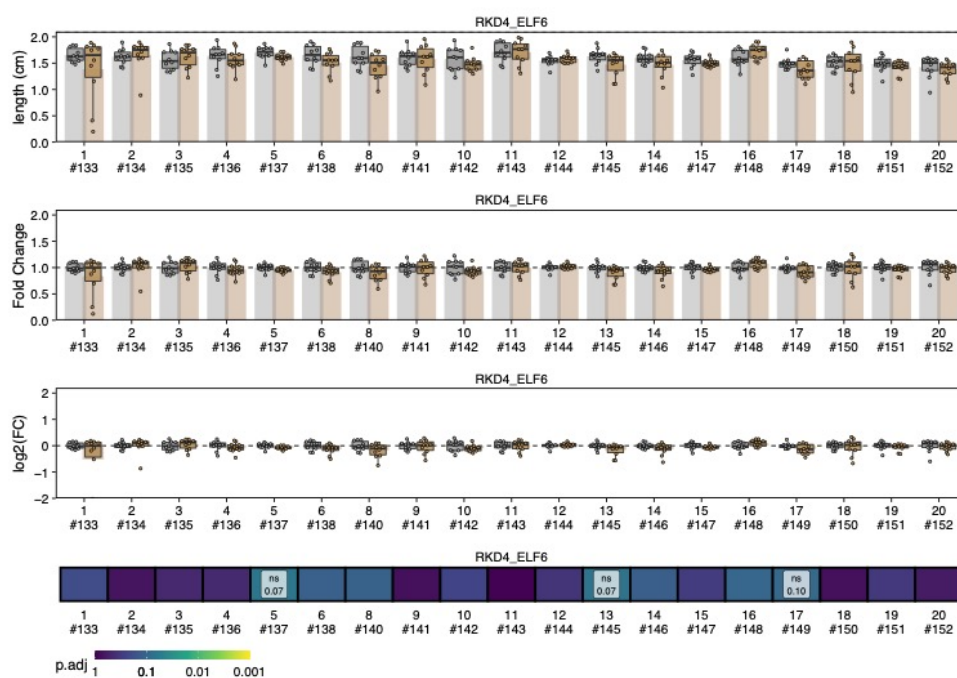 RKD4_ELF6
length (cm)
2.0
1.5
1.0
0.5
0.0
1 2 3 4 5 6 8 9 10 11 12 13 14 15 16 17 18 19 20
#133 #134 #135 #136 #137 #138 #140 #141 #142 #143 #144 #145 #146 #147 #148 #149 #150 #151 #152
RKD4_ELF6
Fold Change
2.0
1.5
1.0
0.5
0.0
1 2 3 4 5 6 8 9 10 11 12 13 14 15 16 17 18 19 20
#133 #134 #135 #136 #137 #138 #140 #141 #142 #143 #144 #145 #146 #147 #148 #149 #150 #151 #152
RKD4_ELF6
log2(FC)
2
1
0
−1
−2
1 2 3 4 5 6 8 9 10 11 12 13 14 15 16 17 18 19 20
#133 #134 #135 #136 #137 #138 #140 #141 #142 #143 #144 #145 #146 #147 #148 #149 #150 #151 #152
RKD4_ELF6
ns ns ns
0.07 0.07 0.10
1 2 3 4 5 6 8 9 10 11 12 13 14 15 16 17 18 19 20
#133 #134 #135 #136 #137 #138 #140 #141 #142 #143 #144 #145 #146 #147 #148 #149 #150 #151 #152
p.adj
1 0.1 0.01 0.001